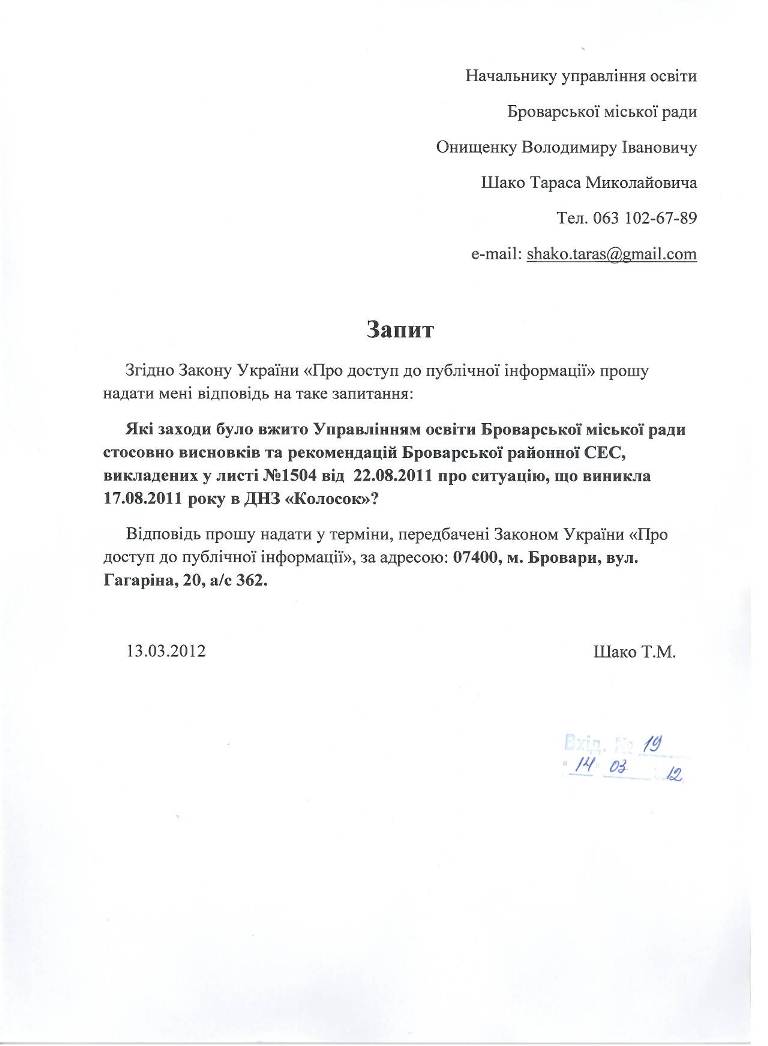 Начальнику управління освіти
Броварської міської ради
Онищенку Володимиру Івановичу
Шако Тараса Миколайовича
Тел. 063 102-67-89
e-mail: shako.taras@gmail.com
Запит
Згідно Закону України «Про доступ до публічної інформації» прошу
надати мені відповідь на таке запитання:
Які заходи було вжито Управлінням освіти Броварської міської ради
стосовно висновків та рекомендацій Броварської районної СЕС,
викладених у листі №1504 від 22.08.2011 про ситуацію, що виникла
17.08.2011 року в ДНЗ «Колосок»?
Відповідь прошу надати у терміни, передбачені Законом України «Про
доступ до публічної інформації», за адресою: 07400, м. Бровари, вул.
Гагаріна, 20, а/с 362.
13.03.2012 Шако Т.М.
Вхід. № 19
14 03 12